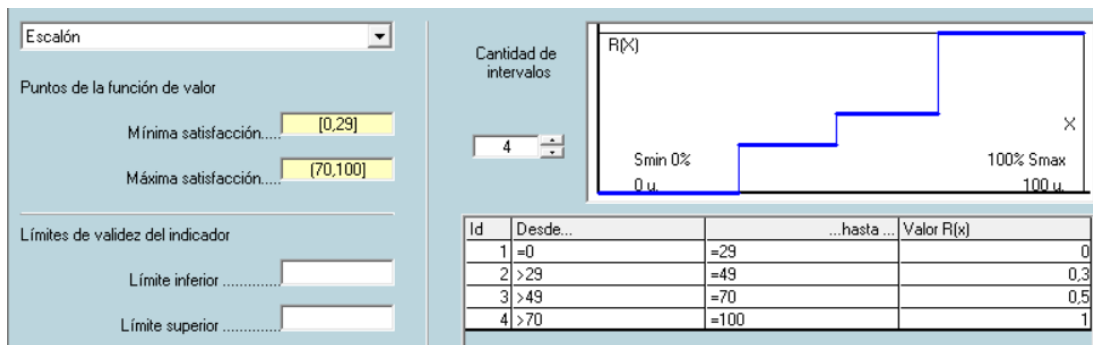 Escalón
Puntos de la función de valor
Mínima satisfacción.....
[0,29]
Máxima satisfacción.....
(70,100]
Límites de validez del indicador
Límite inferior ............
Límite superior ............
Cantidad de
intervalos
4
R(X)
X
Smin 0%
100% Smax
0 u.
100 u.
Id Desde... ...hasta ... Valor R(x)
1 =0 =29 0
2 >29 =49 0,3
3 >49 =70 0,5
4 >70 =100 1